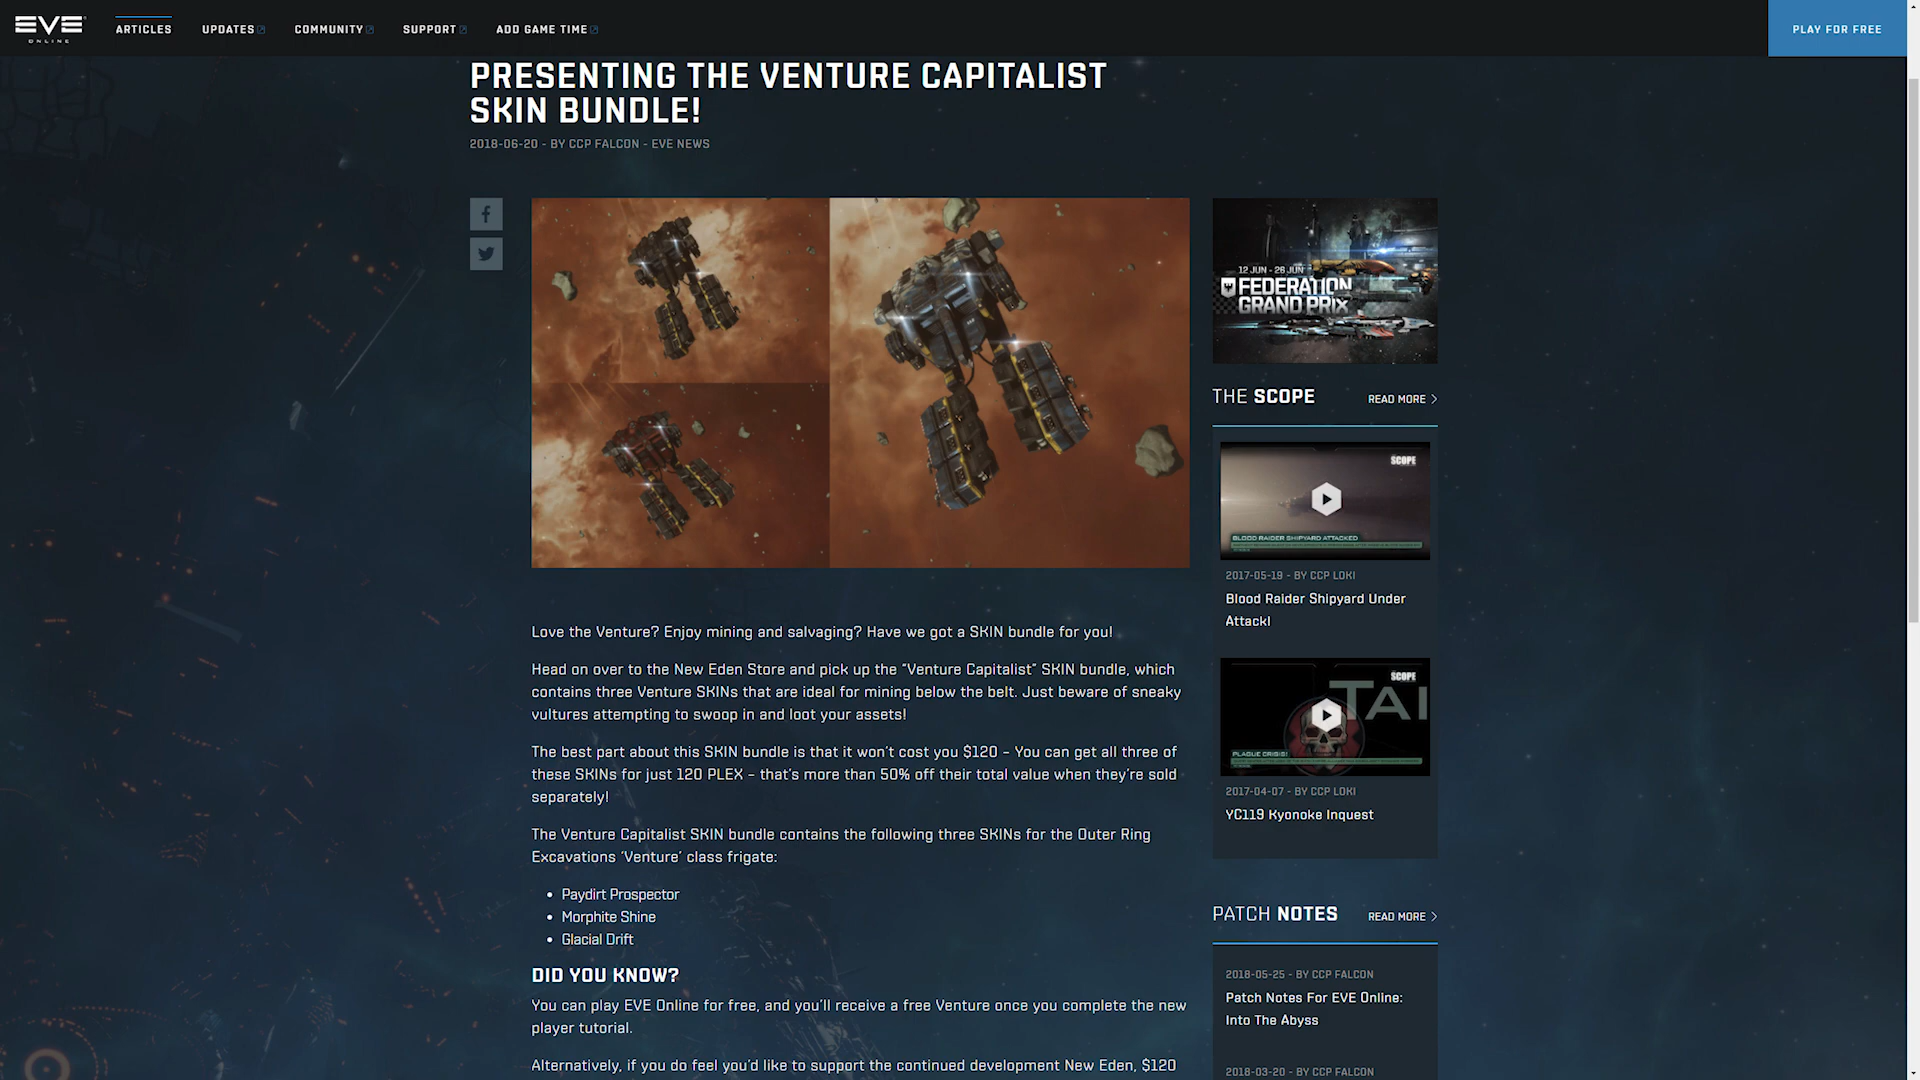 EVE
ONLINE
ARTICLES
UPDATES
COMMUNITY
SUPPORT
ADD GAME TIME
PLAY FOR FREE
PRESENTING THE VENTURE CAPITALIST
SKIN BUNDLE!
2018-06-20 - BY CCP FALCON - EVE NEWS
12 JUN - 26 JUN
FEDERATION
GRAND PRIX
THE SCOPE
READ MORE
SCOPE
BLOOD RAIDER SHIPYARD ATTACKED
2017-05-19 - BY CCP LOKI
Blood Raider Shipyard Under
Attack!
SCOPE
TAI
PLAGUE CRISIS!
2017-04-07 - BY CCP LOKI
YC119 Kyonoke Inquest
PATCH NOTES
READ MORE
2018-05-25 - BY CCP FALCON
Patch Notes For EVE Online:
Into The Abyss
2018-03-20 - BY CCP FALCON
Love the Venture? Enjoy mining and salvaging? Have we got a SKIN bundle for you!
Head on over to the New Eden Store and pick up the “Venture Capitalist” SKIN bundle, which
contains three Venture SKINs that are ideal for mining below the belt. Just beware of sneaky
vultures attempting to swoop in and loot your assets!
The best part about this SKIN bundle is that it won’t cost you $120 – You can get all three of
these SKINs for just 120 PLEX – that’s more than 50% off their total value when they’re sold
separately!
The Venture Capitalist SKIN bundle contains the following three SKINs for the Outer Ring
Excavations ‘Venture’ class frigate:
• Paydirt Prospector
• Morphite Shine
• Glacial Drift
DID YOU KNOW?
You can play EVE Online for free, and you’ll receive a free Venture once you complete the new
player tutorial.
Alternatively, if you do feel you’d like to support the continued development New Eden, $120